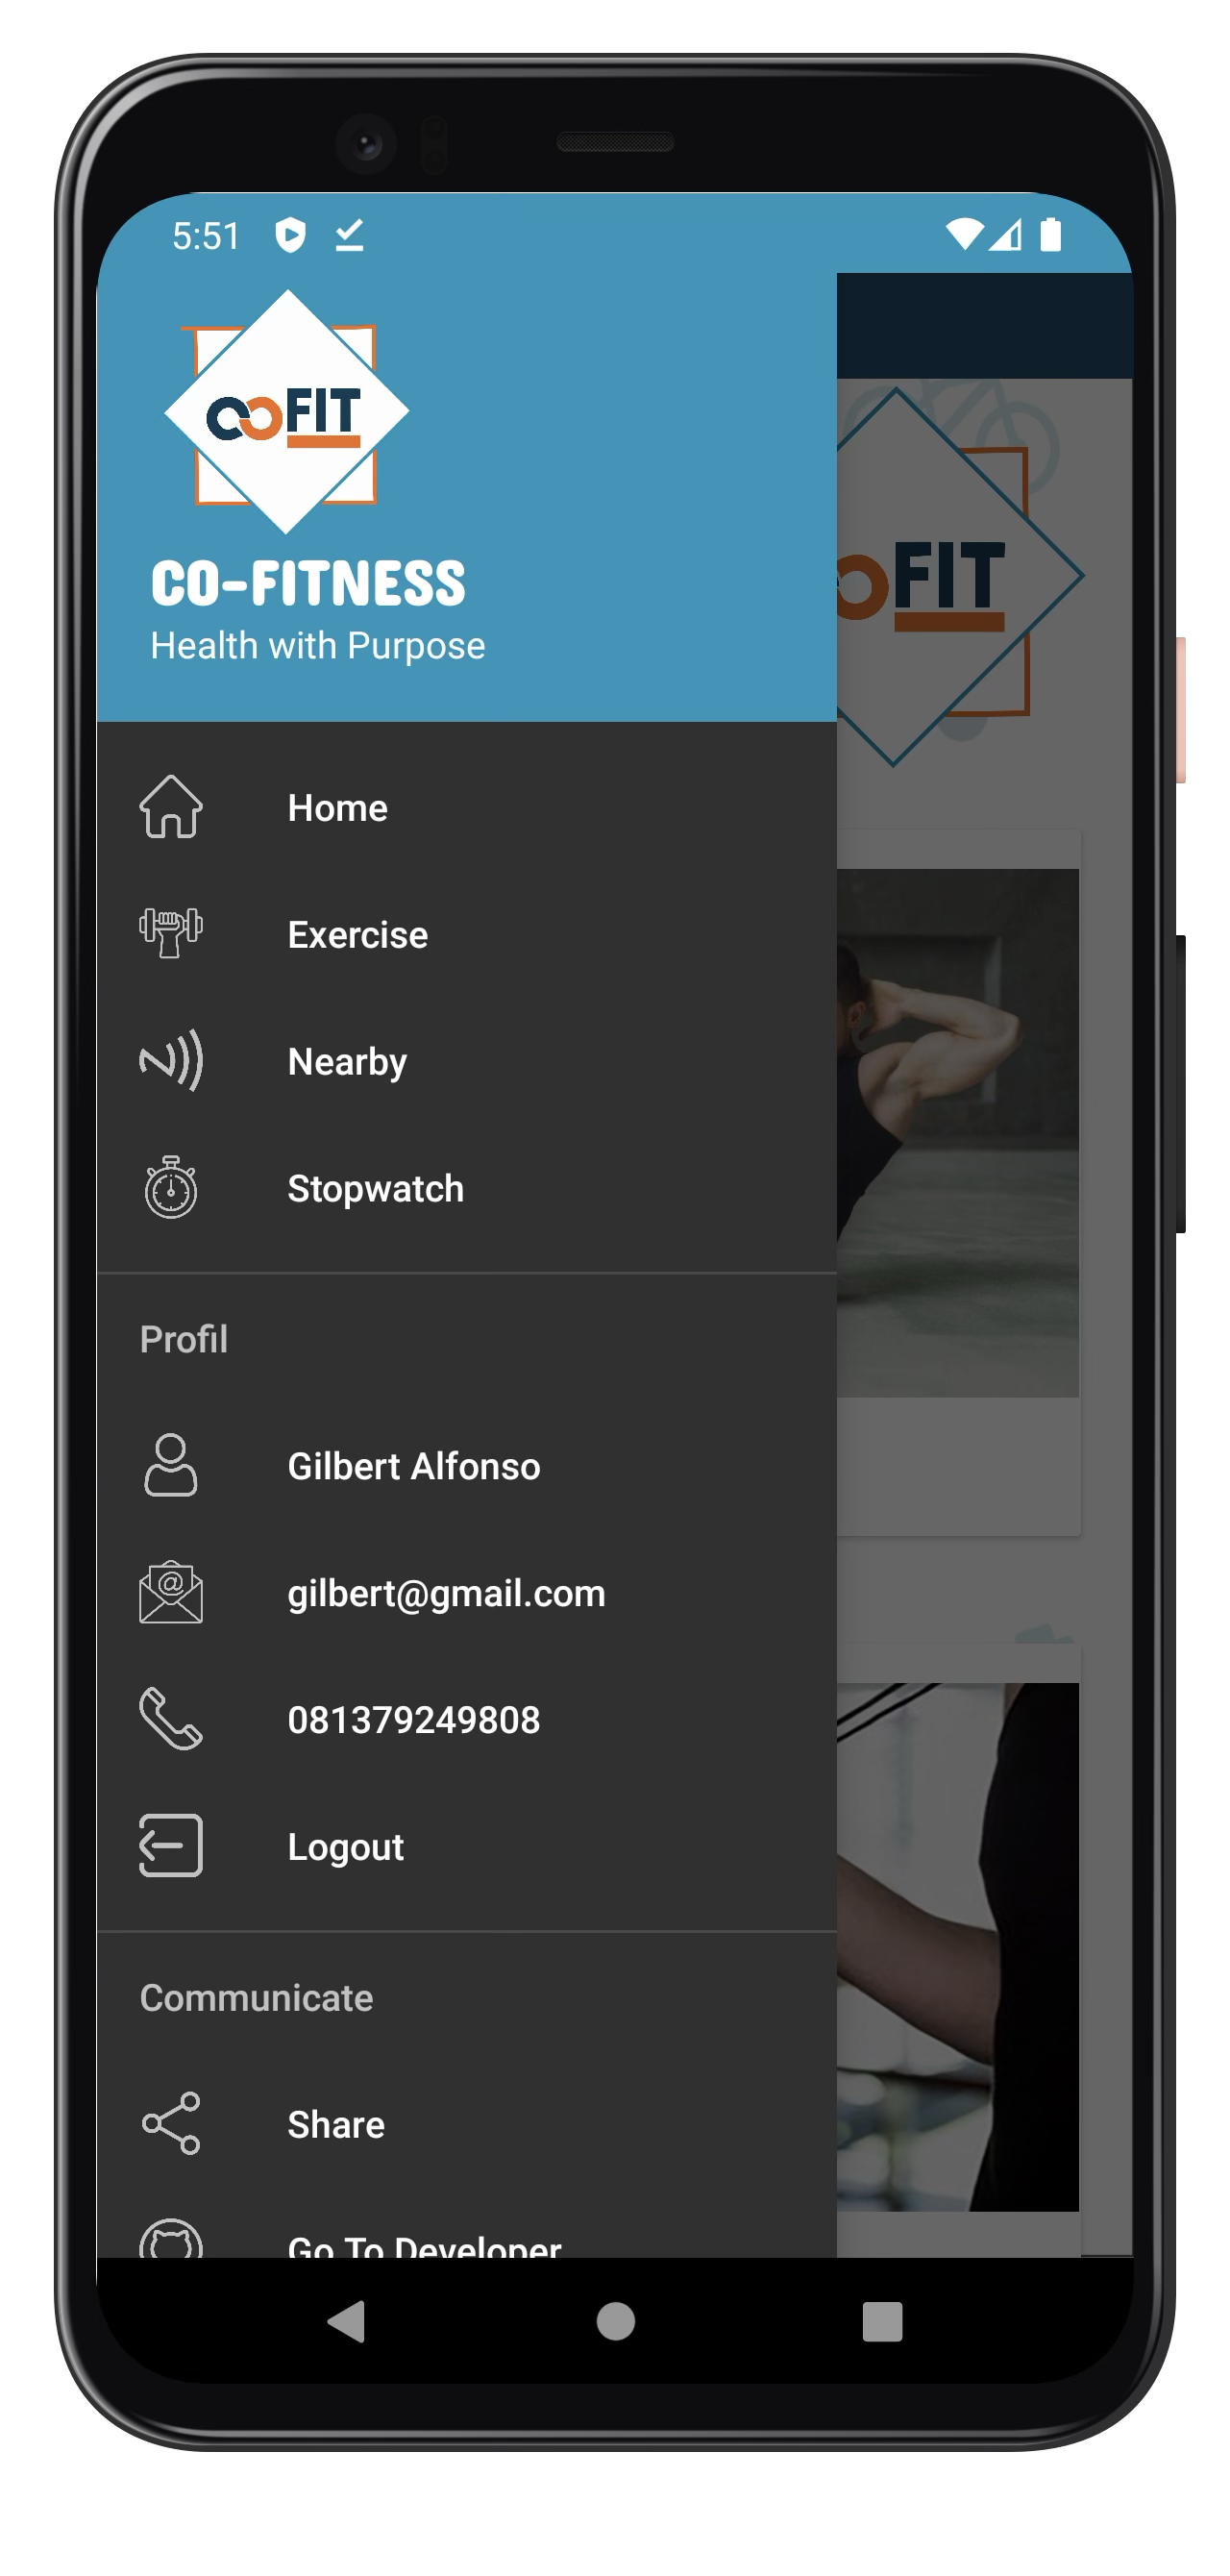 5:51
COFIT
CO-FITNESS
Health with Purpose
FIT
Home
Exercise
Nearby
Stopwatch
Profil
Gilbert Alfonso
gilbert@gmail.com
081379249808
Logout
Communicate
Share
Go To Developer